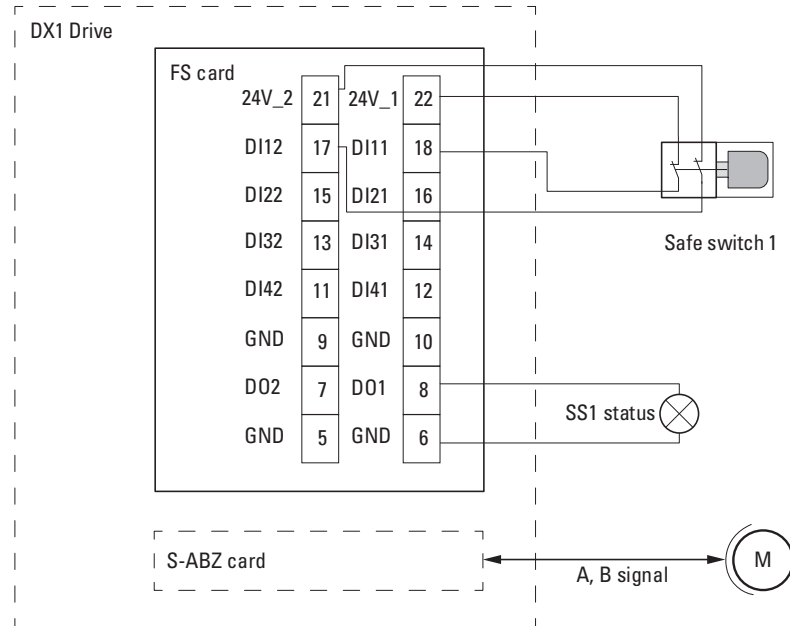 DX1 Drive
FS card
24V_2 21 24V_1 22
DI12 17 DI11 18
DI22 15 DI21 16
Safe switch 1
DI32 13 DI31 14
DI42 11 DI41 12
GND 9 GND 10
DO2 7 DO1 8
SS1 status
GND 5 GND 6
S-ABZ card
A, B signal
M